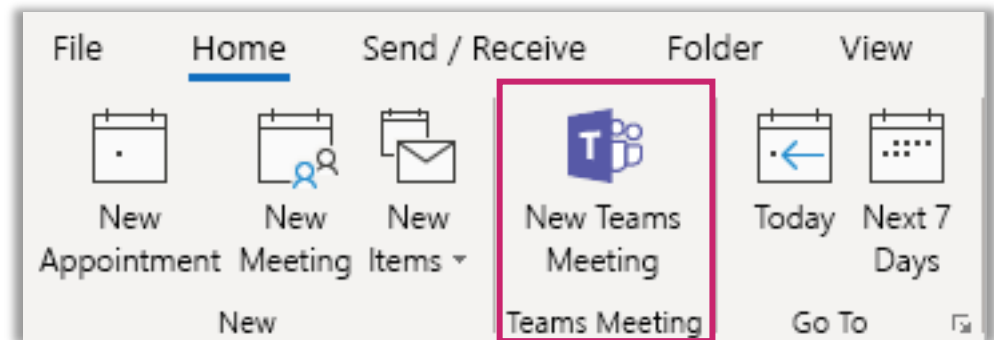 File Home Send / Receive Folder View
T
New Appointment
New Meeting
New Items
New Teams Meeting
Today
Next 7 Days
New
Teams Meeting
Go To